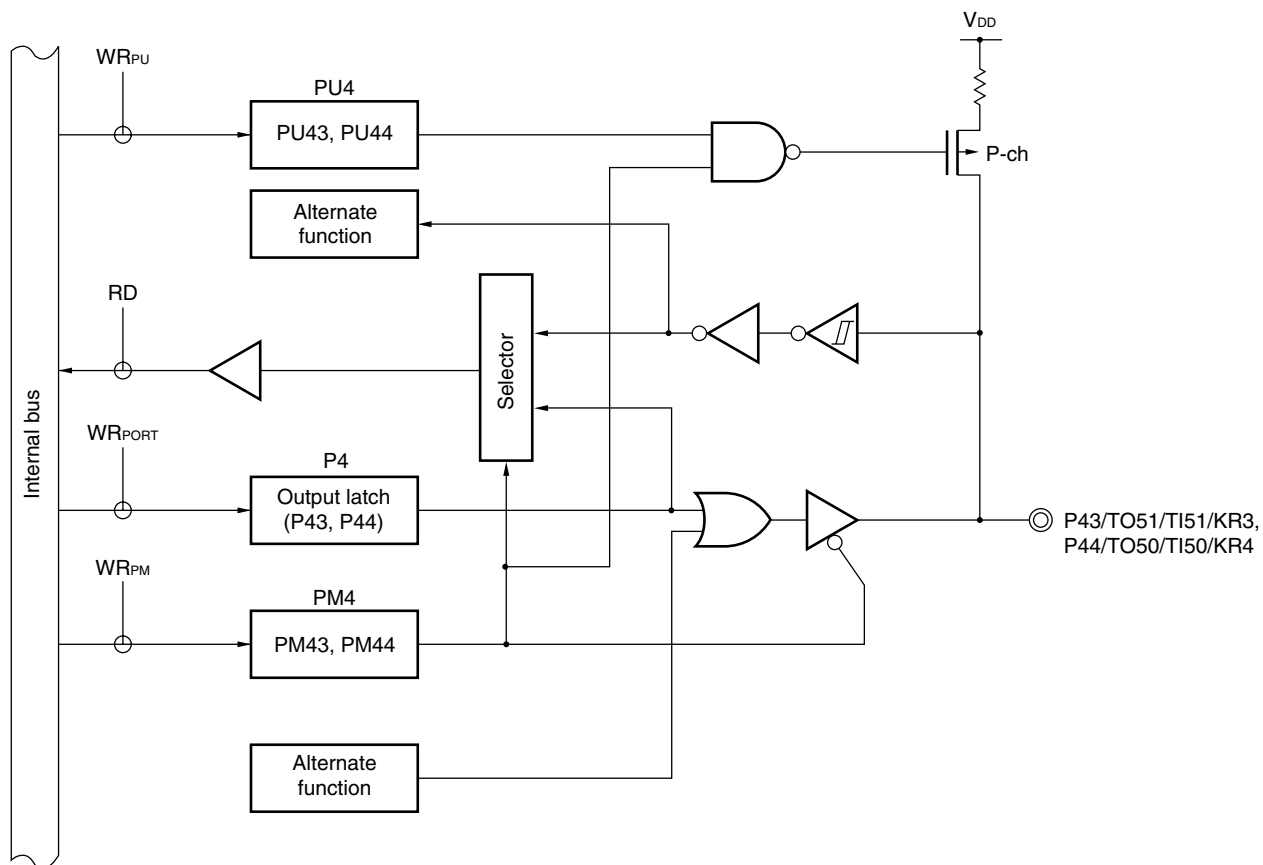 VDD
WRPU
PU4
PU43, PU44
P-ch
Alternate
function
RD
Selector
Internal bus
WRPORT
P4
Output latch
(P43, P44)
P43/TO51/TI51/KR3,
P44/TO50/TI50/KR4
WRPM
PM4
PM43, PM44
Alternate
function